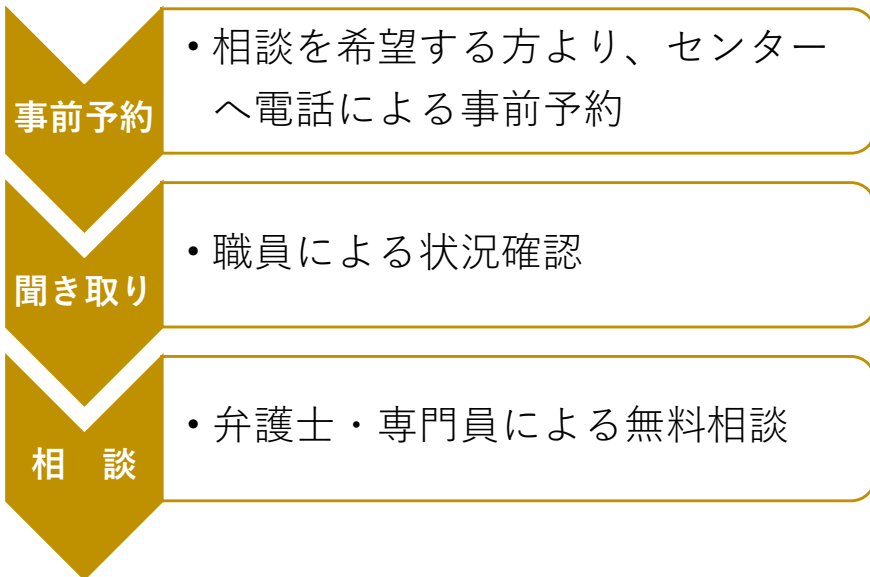 事前予約
• 相談を希望する方より、センター
へ電話による事前予約
聞き取り
• 職員による状況確認
相　談
• 弁護士・専門員による無料相談